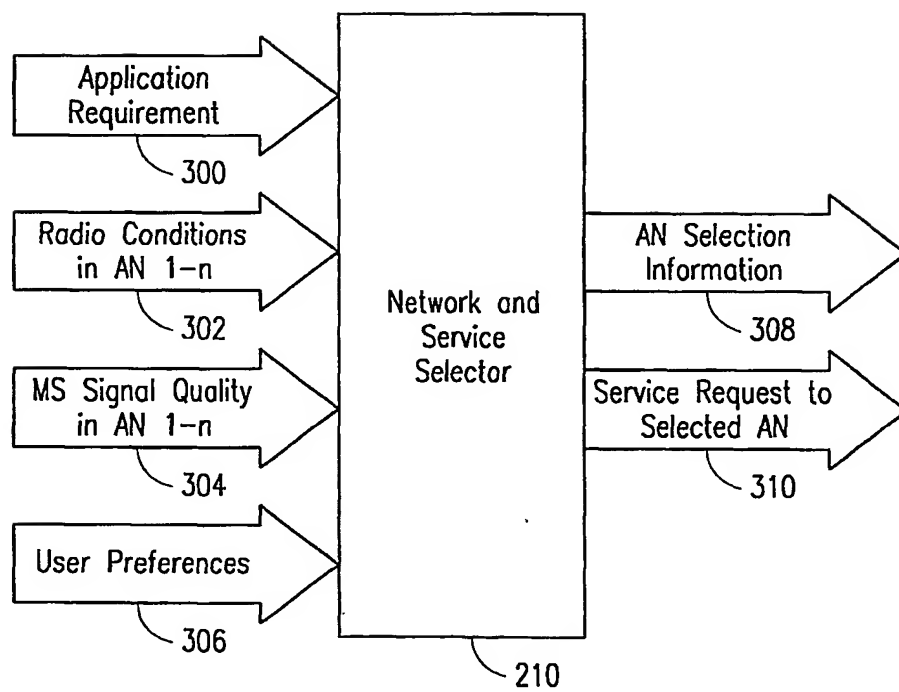 Application
Requirement
300
Radio Conditions
in AN 1-n
302
MS Signal Quality
in AN 1-n
304
User Preferences
306
Network and
Service
Selector
210
AN Selection
Information
308
Service Request to
Selected AN
310